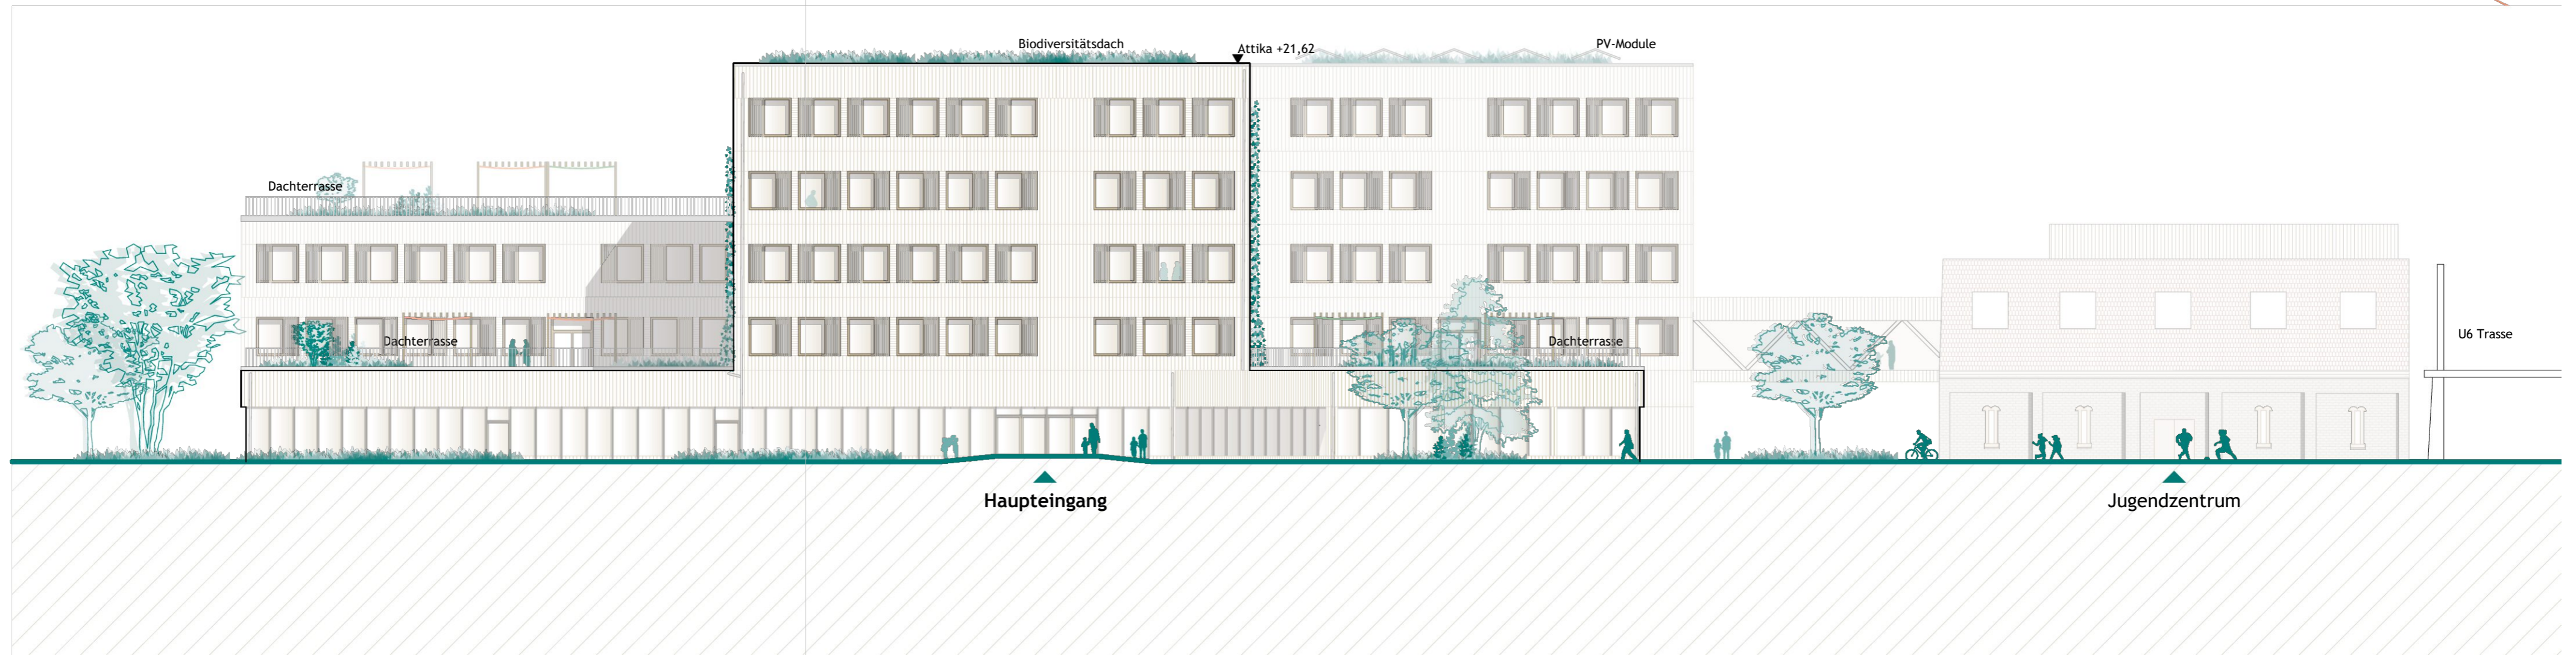 Biodiversitätsdach
Attika +21,62
PV-Module
Dachterrasse
U6 Trasse
Dachterrasse
Dachterrasse
Haupteingang
Jugendzentrum